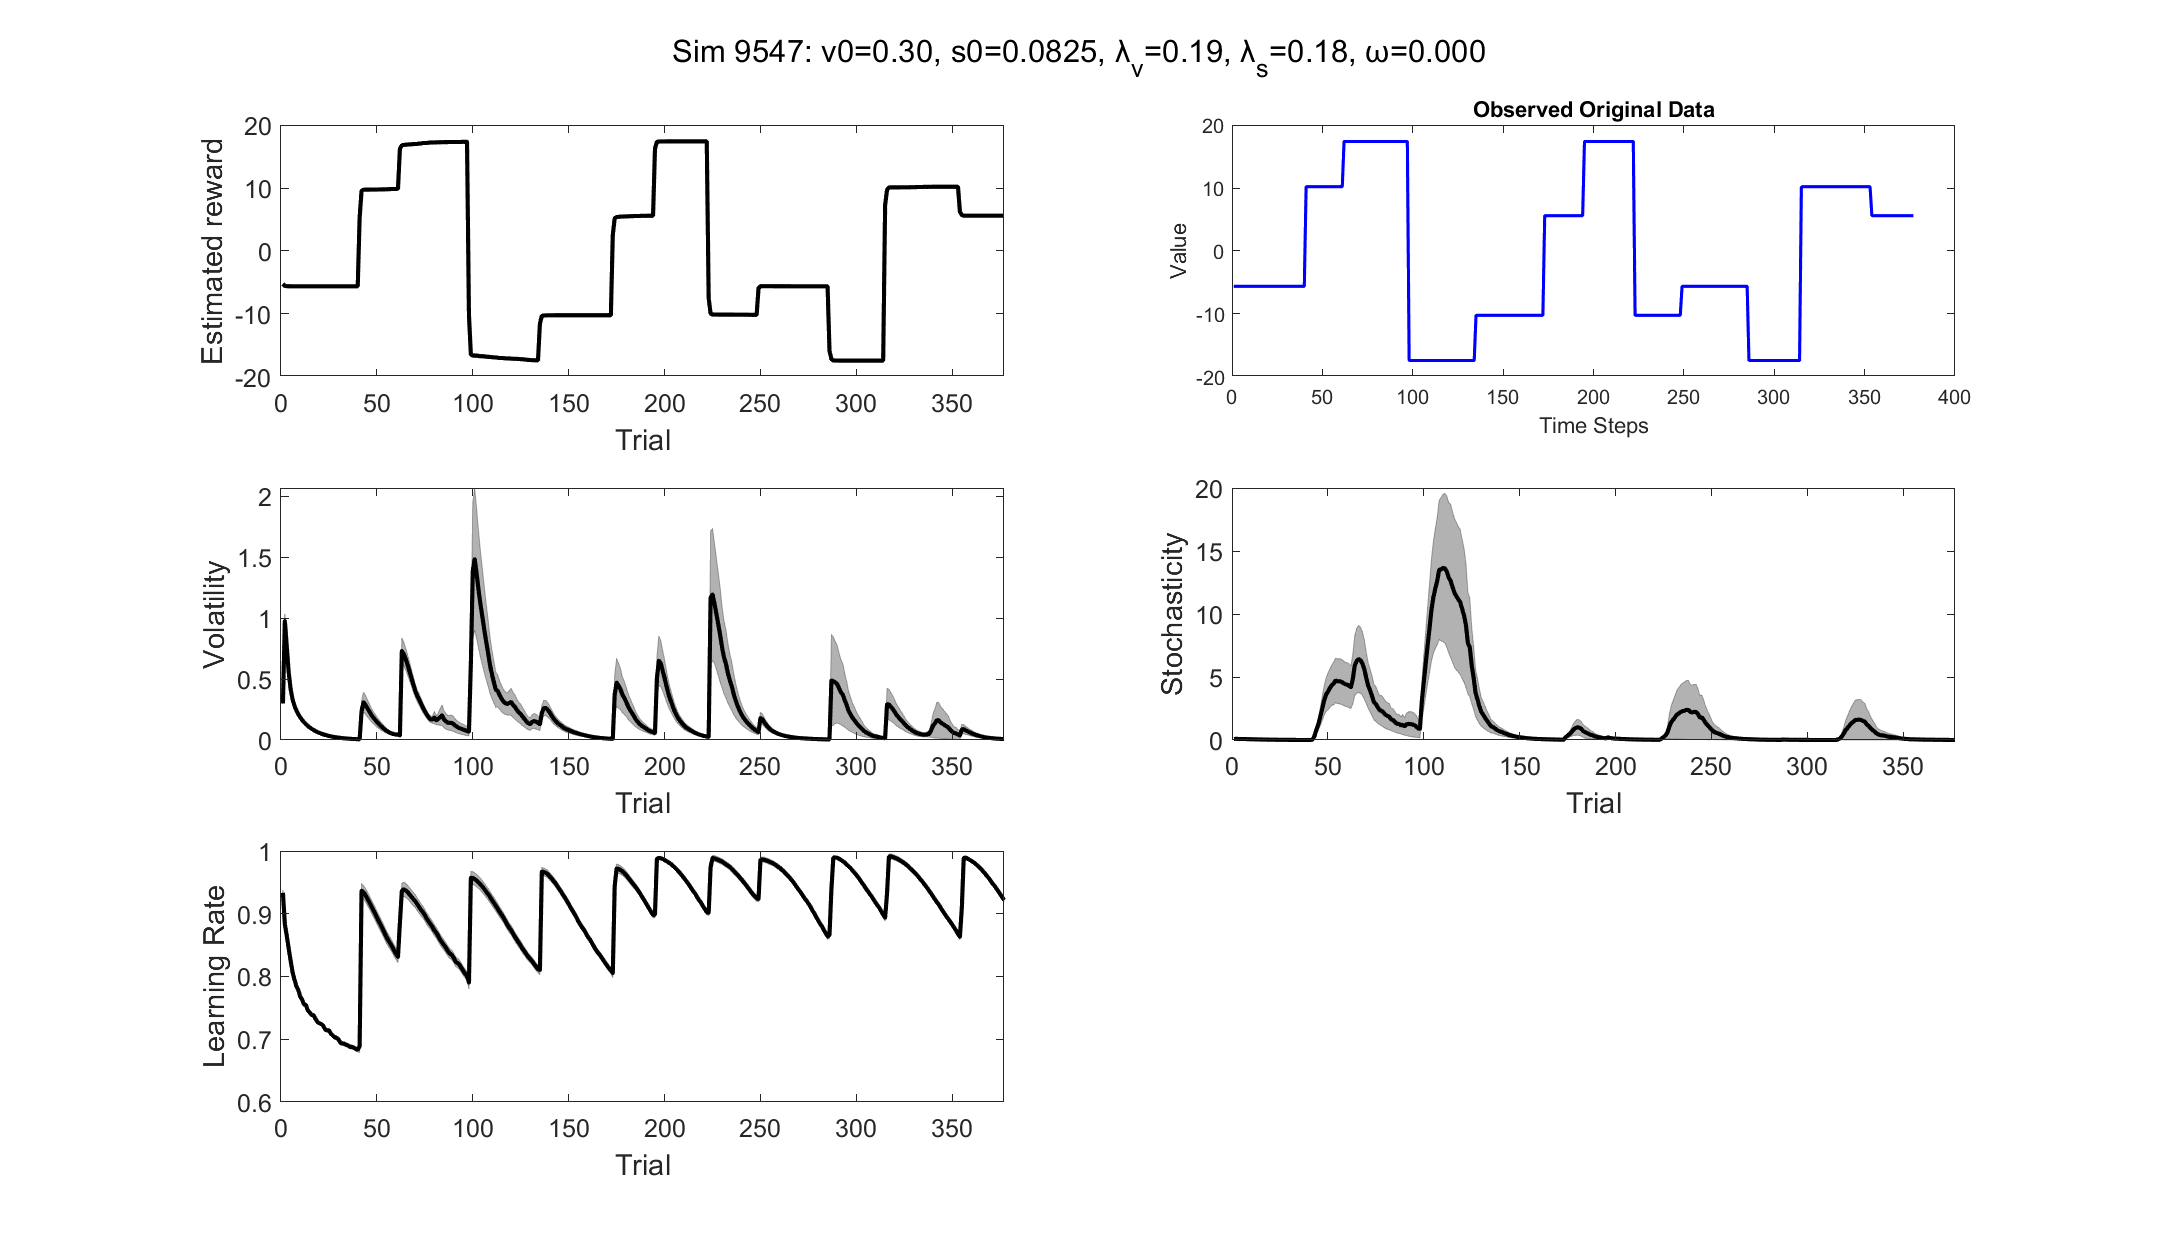 Sim 9547: v0=0.30, s0=0.0825, λ_v=0.19, λ_s=0.18, ω=0.000
20
10
0
-10
-20
Estimated reward
0 50 100 150 200 250 300 350
Trial
Observed Original Data
20
10
0
-10
-20
Value
0 50 100 150 200 250 300 350 400
Time Steps
2
1.5
1
0.5
0
Volatility
0 50 100 150 200 250 300 350
Trial
20
15
10
5
0
Stochasticity
0 50 100 150 200 250 300 350
Trial
1
0.9
0.8
0.7
0.6
Learning Rate
0 50 100 150 200 250 300 350
Trial